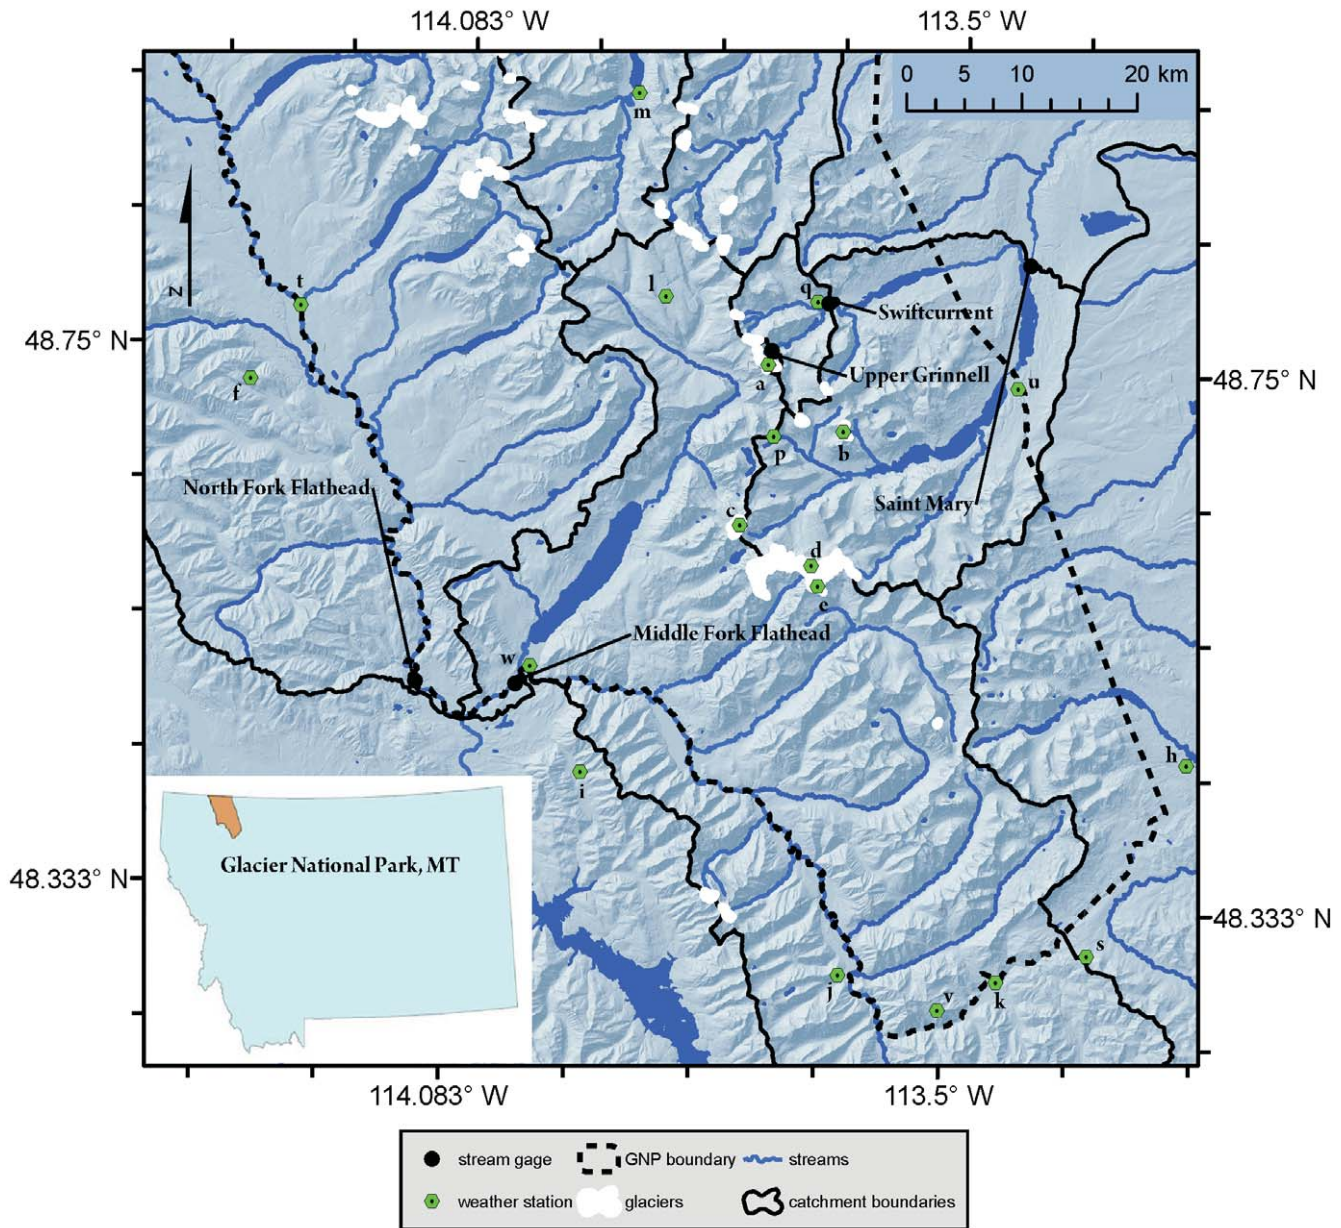 114.083° W
113.5° W
0 5 10 20 km
m
z
t
l
q
Swiftcurrent
48.75° N
f
a
Upper Grinnell
u
48.75° N
p
b
North Fork Flathead
Saint Mary
c
d
e
Middle Fork Flathead
w
h
i
Glacier National Park, MT
48.333° N
48.333° N
s
j
v
k
114.083° W
113.5° W
stream gage
GNP boundary
streams
weather station
glaciers
catchment boundaries